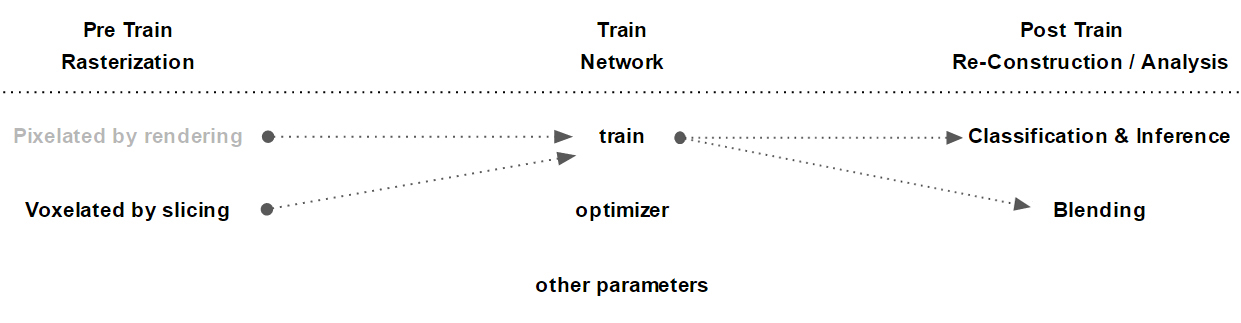 Pre Train
Rasterization
Train
Network
Post Train
Re-Construction / Analysis
Pixelated by rendering
train
Classification & Inference
Voxelated by slicing
optimizer
Blending
other parameters